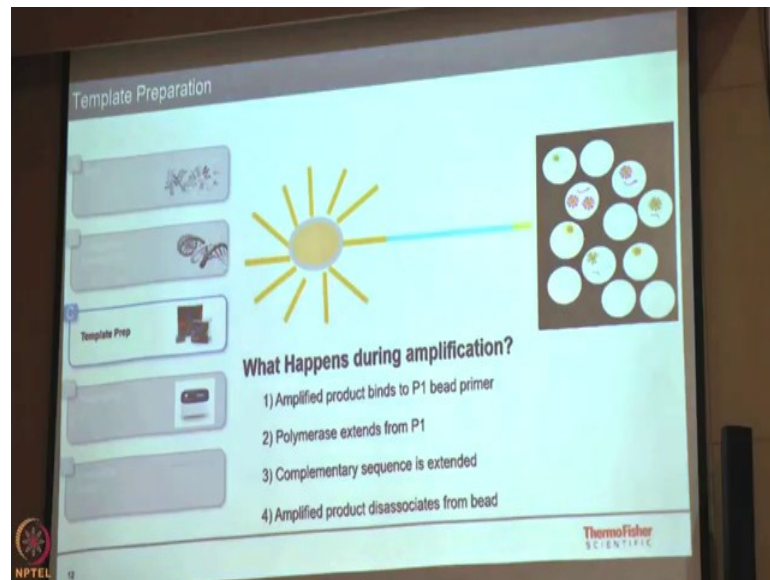 Template Preparation
C
Template Prep
What Happens during amplification?
1) Amplified product binds to P1 bead primer
2) Polymerase extends from P1
3) Complementary sequence is extended
4) Amplified product disassociates from bead
ThermoFisher
SCIENTIFIC
NPTEL